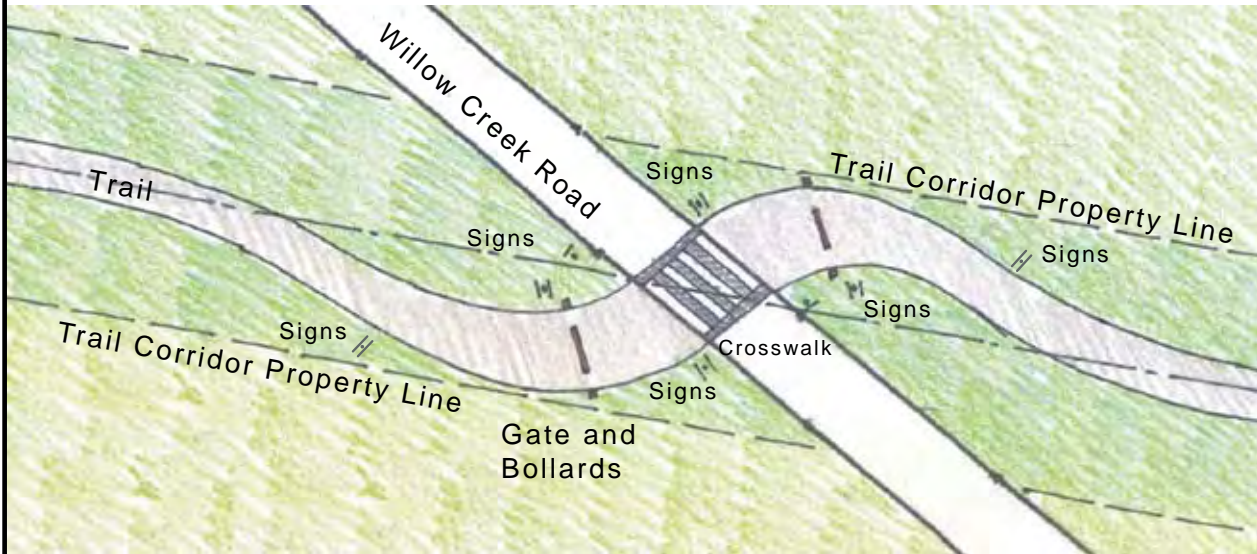 Willow Creek Road
Signs
Trail Corridor Property Line
Trail
Signs
Signs
Signs
Signs
Trail Corridor Property Line
Crosswalk
Signs
Gate and
Bollards